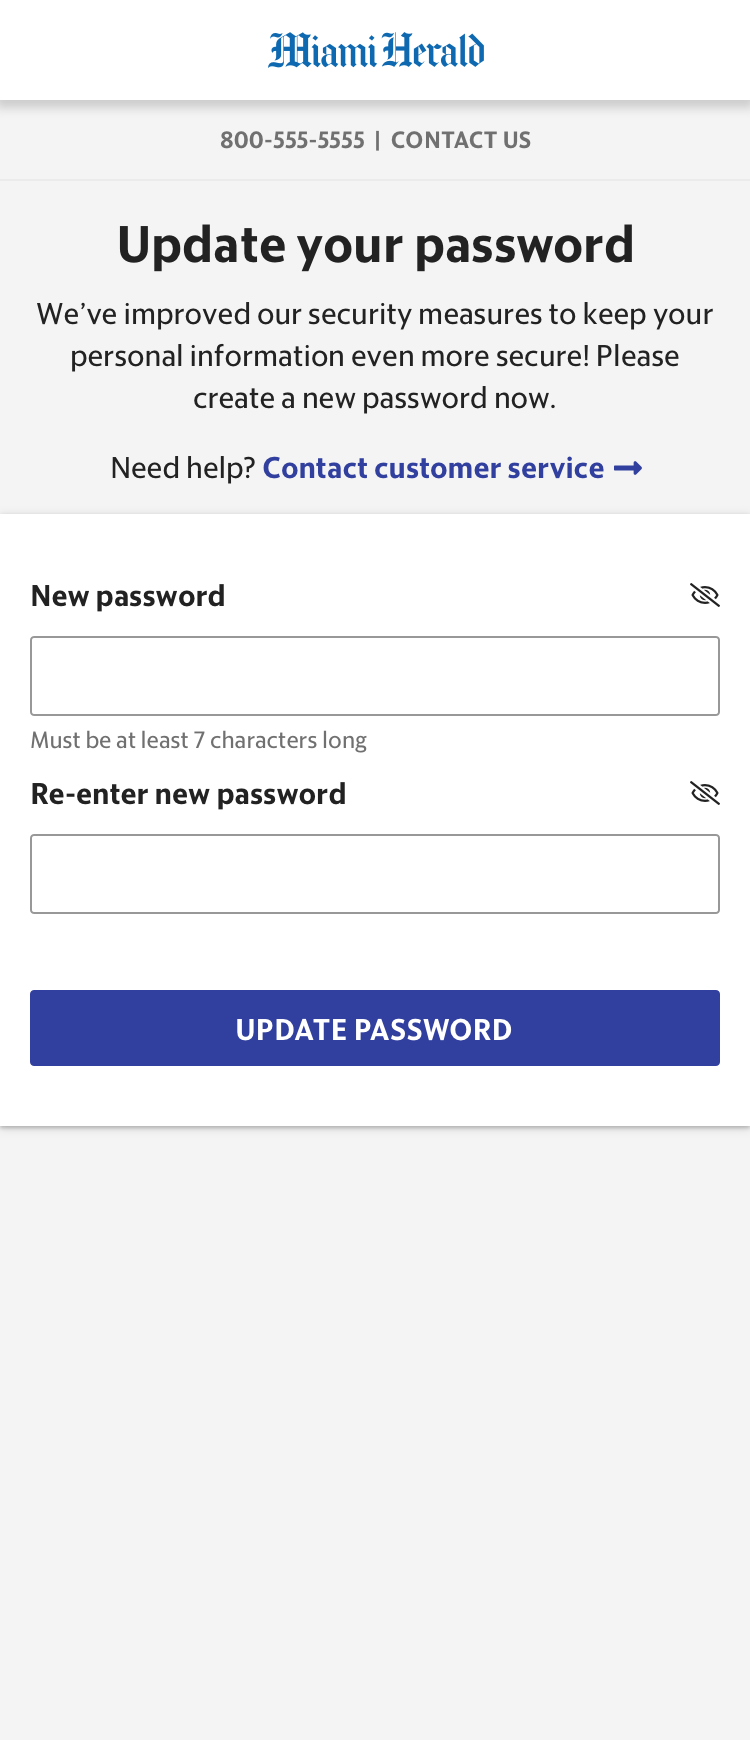 Miami Herald
800-555-5555 | CONTACT US
Update your password
We’ve improved our security measures to keep your
personal information even more secure! Please
create a new password now.
Need help? Contact customer service →
New password
Must be at least 7 characters long
Re-enter new password
UPDATE PASSWORD